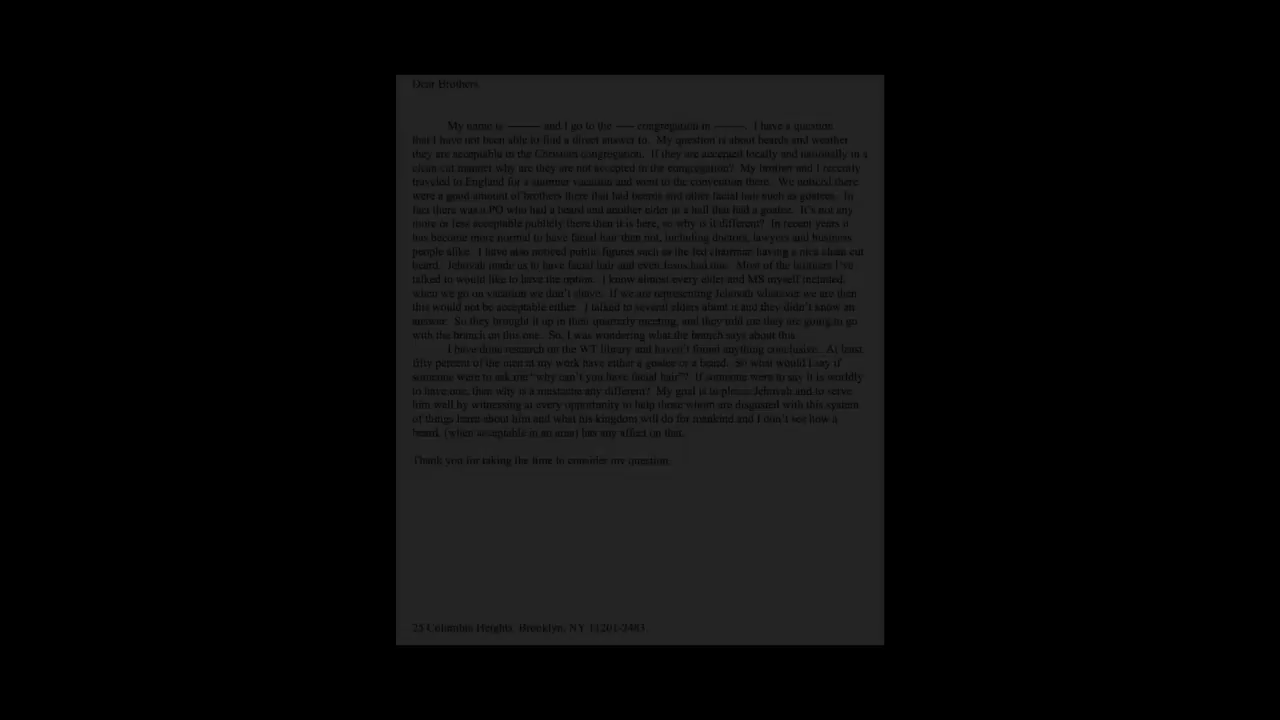 Dear Brothers
My name is ——— and I go to the —— congregation in ———. I have a question
that I have not been able to find a direct answer to. My question is about beards and weather
they are acceptable in the Christian congregation. If they are accepted locally and nationally in a
clean cut manner why are they are not accepted in the congregation? My brother and I recently
traveled to England for a summer vacation and went to the convention there. We noticed there
were a good amount of brothers there that had beards and other facial hair such as goatees. In
fact there was a PO who had a beard and another elder in a hall that had a goatee. It's not any
more or less acceptable publicly there then it is here, so why is it different? In recent years it
has become more normal to have facial hair then not, including doctors, lawyers and business
people alike. I have also noticed public figures such as the fed chairman having a nice clean cut
beard. Jehovah made us to have facial hair and even Jesus had one. Most of the brothers I've
talked to would like to have the option. I know almost every elder and MS myself included,
when we go on vacation we don't shave. If we are representing Jehovah wherever we are then
this would not be acceptable either. I talked to several elders about it and they didn't know an
answer. So they brought it up in their quarterly meeting, and they told me they are going to go
with the branch on this one. So, I was wondering what the branch says about this.
I have done research on the WT library and haven't found anything conclusive. At least
fifty percent of the men at my work have either a goatee or a beard. So what would I say if
someone were to ask me" why can't you have facial hair"? If someone were to say it is worldly
to have one, then why is a mustache any different? My goal is to please Jehovah and to serve
him well by witnessing at every opportunity to help those whom are disgusted with this system
of things learn about him and what his kingdom will do for mankind and I don't see how a
beard, (when acceptable in an area) has any affect on that.
Thank you for taking the time to consider my question.
25 Columbia Heights, Brooklyn, NY 11201-2483